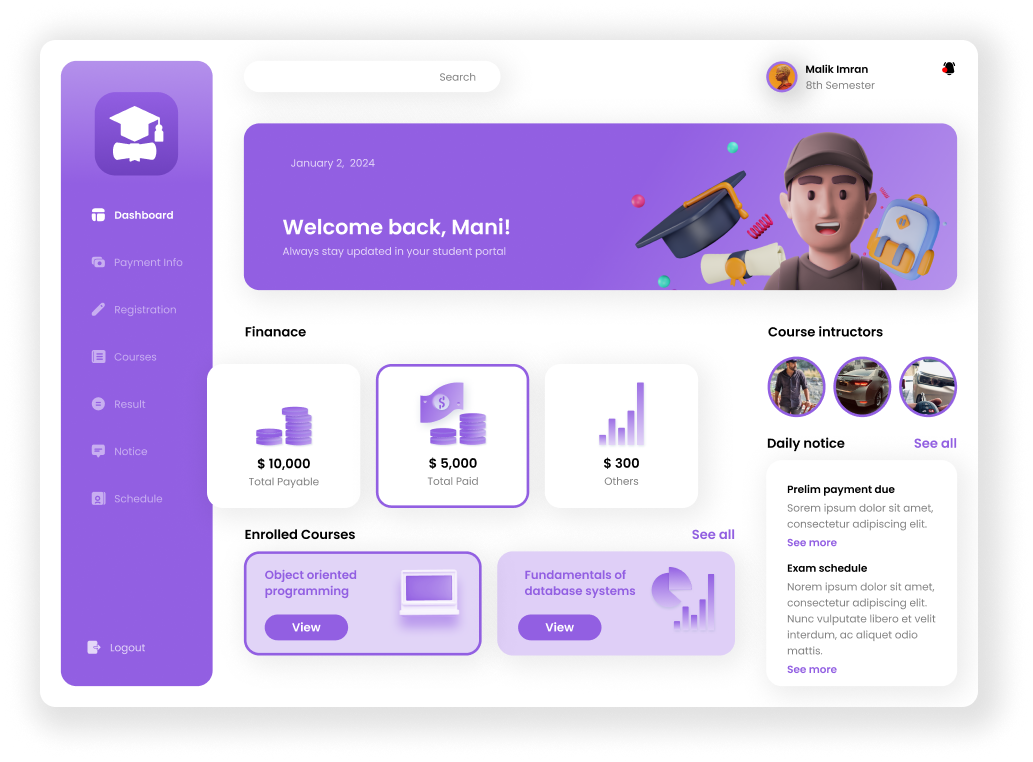 Search
Malik Imran
8th Semester
January 2, 2024
Welcome back, Mani!
Always stay updated in your student portal
Dashboard
Payment Info
Registration
Courses
Result
Notice
Schedule
Logout
Finanace
$ 10,000
Total Payable
$ 5,000
Total Paid
$ 300
Others
Enrolled Courses
See all
Object oriented
programming
View
Fundamentals of
database systems
View
Course intructors
Daily notice
See all
Prelim payment due
Sorem ipsum dolor sit amet,
consectetur adipiscing elit.
See more
Exam schedule
Norem ipsum dolor sit amet,
consectetur adipiscing elit.
Nunc vulputate libero et velit
interdum, ac aliquet odio
mattis.
See more